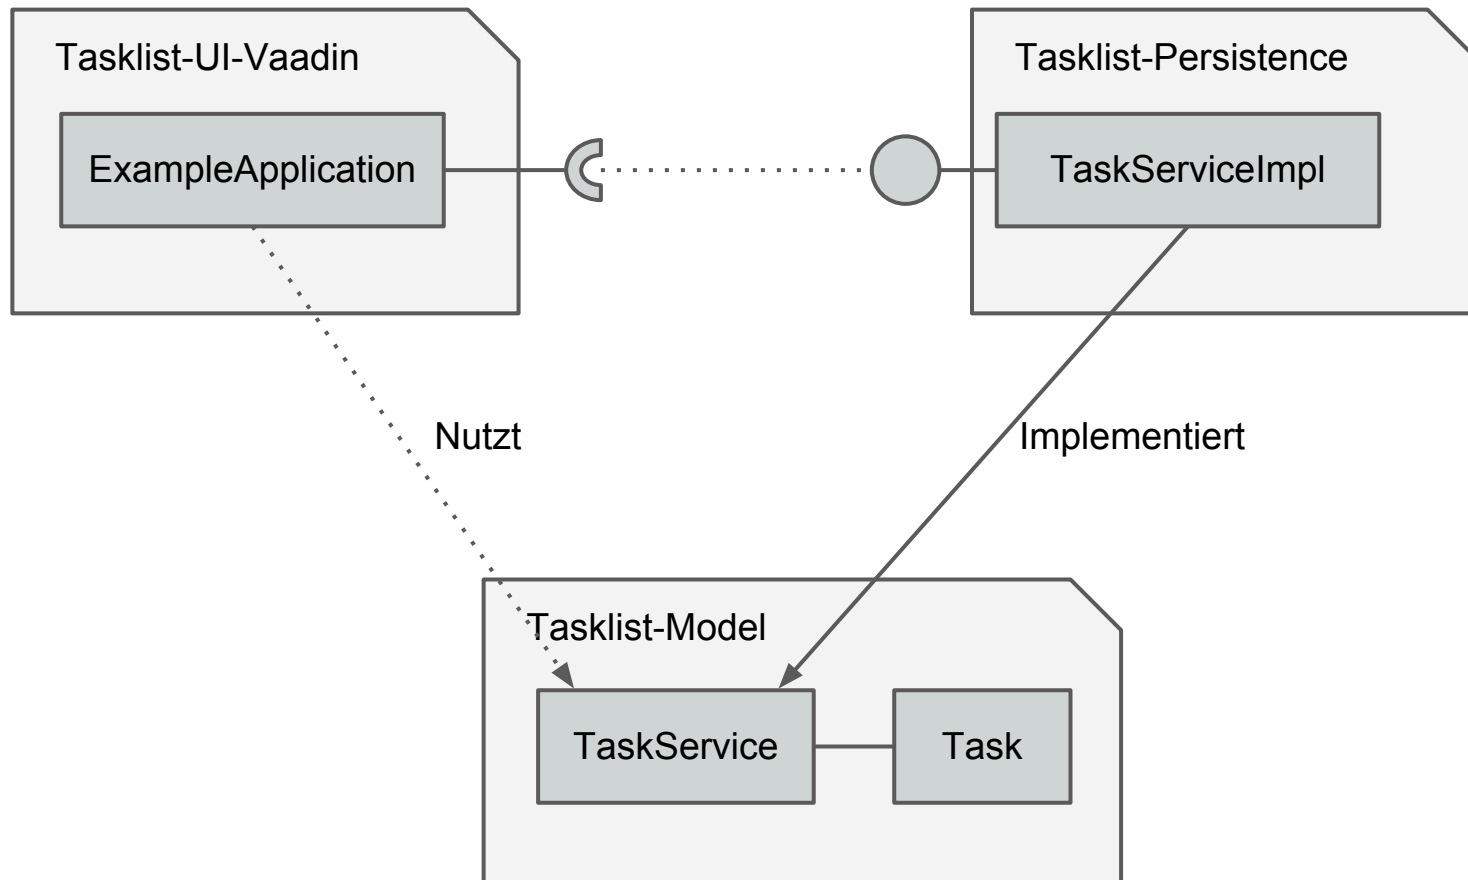 Tasklist-UI-Vaadin
Tasklist-Persistence
ExampleApplication
TaskServiceImpl
Nutzt
Implementiert
Tasklist-Model
TaskService
Task